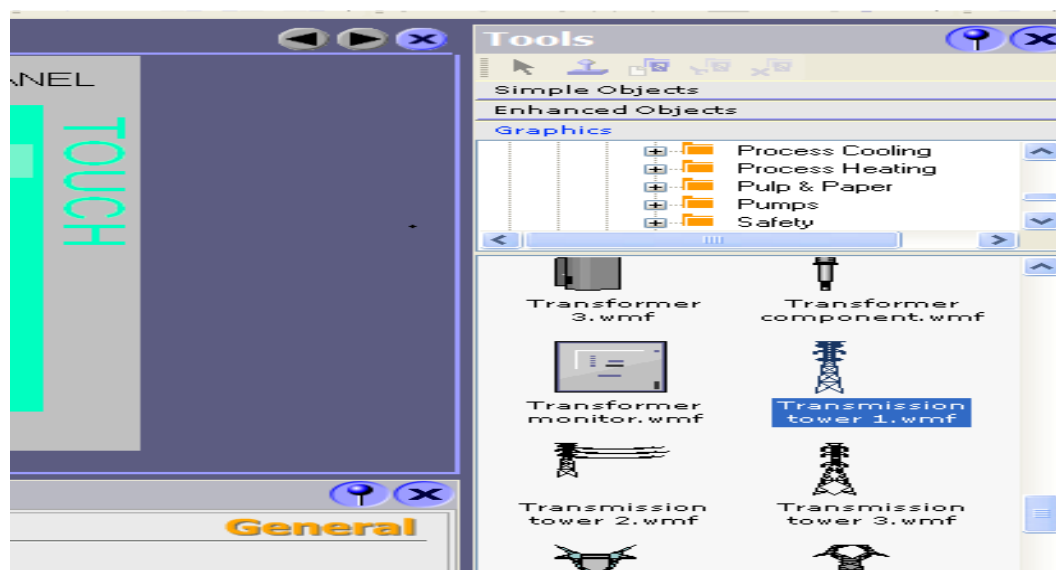 Tools
NEL
TOUCH
Simple Objects
Enhanced Objects
Graphics
Process Cooling
Process Heating
Pulp & Paper
Pumps
Safety
Transformer
3.wmf
Transformer
component.wmf
Transformer
monitor.wmf
Transmission
tower 1.wmf
Transmission
tower 2.wmf
Transmission
tower 3.wmf
General